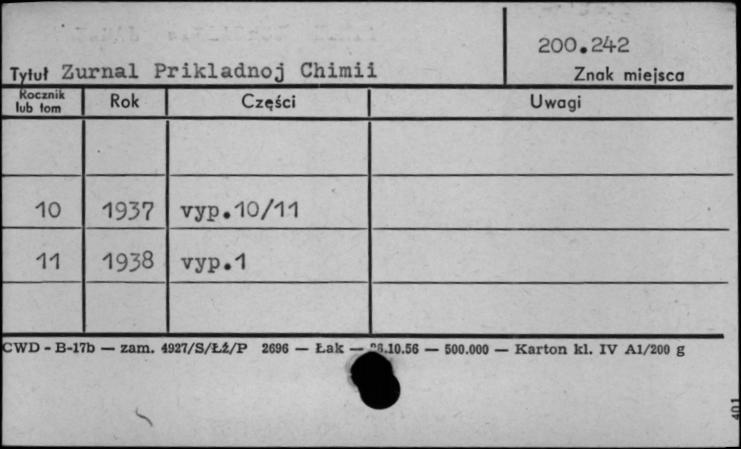 200.242
Tytuł Zurnal Prikladnoj Chimii
Znak miejsca
Rocznik lub tom Rok Części Uwagi
10 1937 vyp.10/11
11 1938 vyp.1
CWD - B-17b — zam. 4927/S/ŁŻ/P 2696 — Łak — 6.10.56 — 500.000 — Karton kl. IV A1/200 g
401